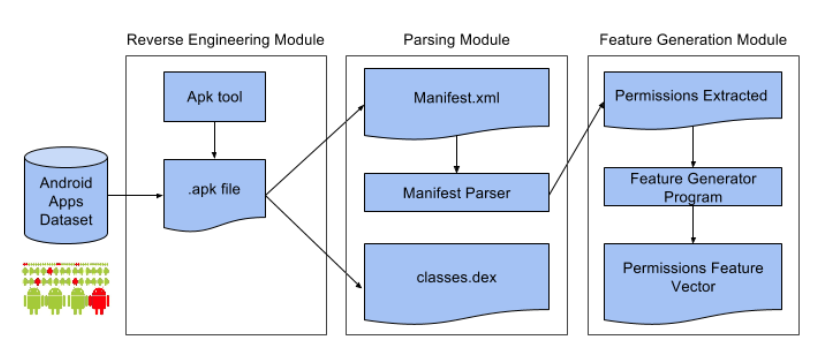 Reverse Engineering Module
Parsing Module
Feature Generation Module
Apk tool
Manifest.xml
Permissions Extracted
Android
Apps
Dataset
.apk file
Manifest Parser
Feature Generator
Program
classes.dex
Permissions Feature
Vector